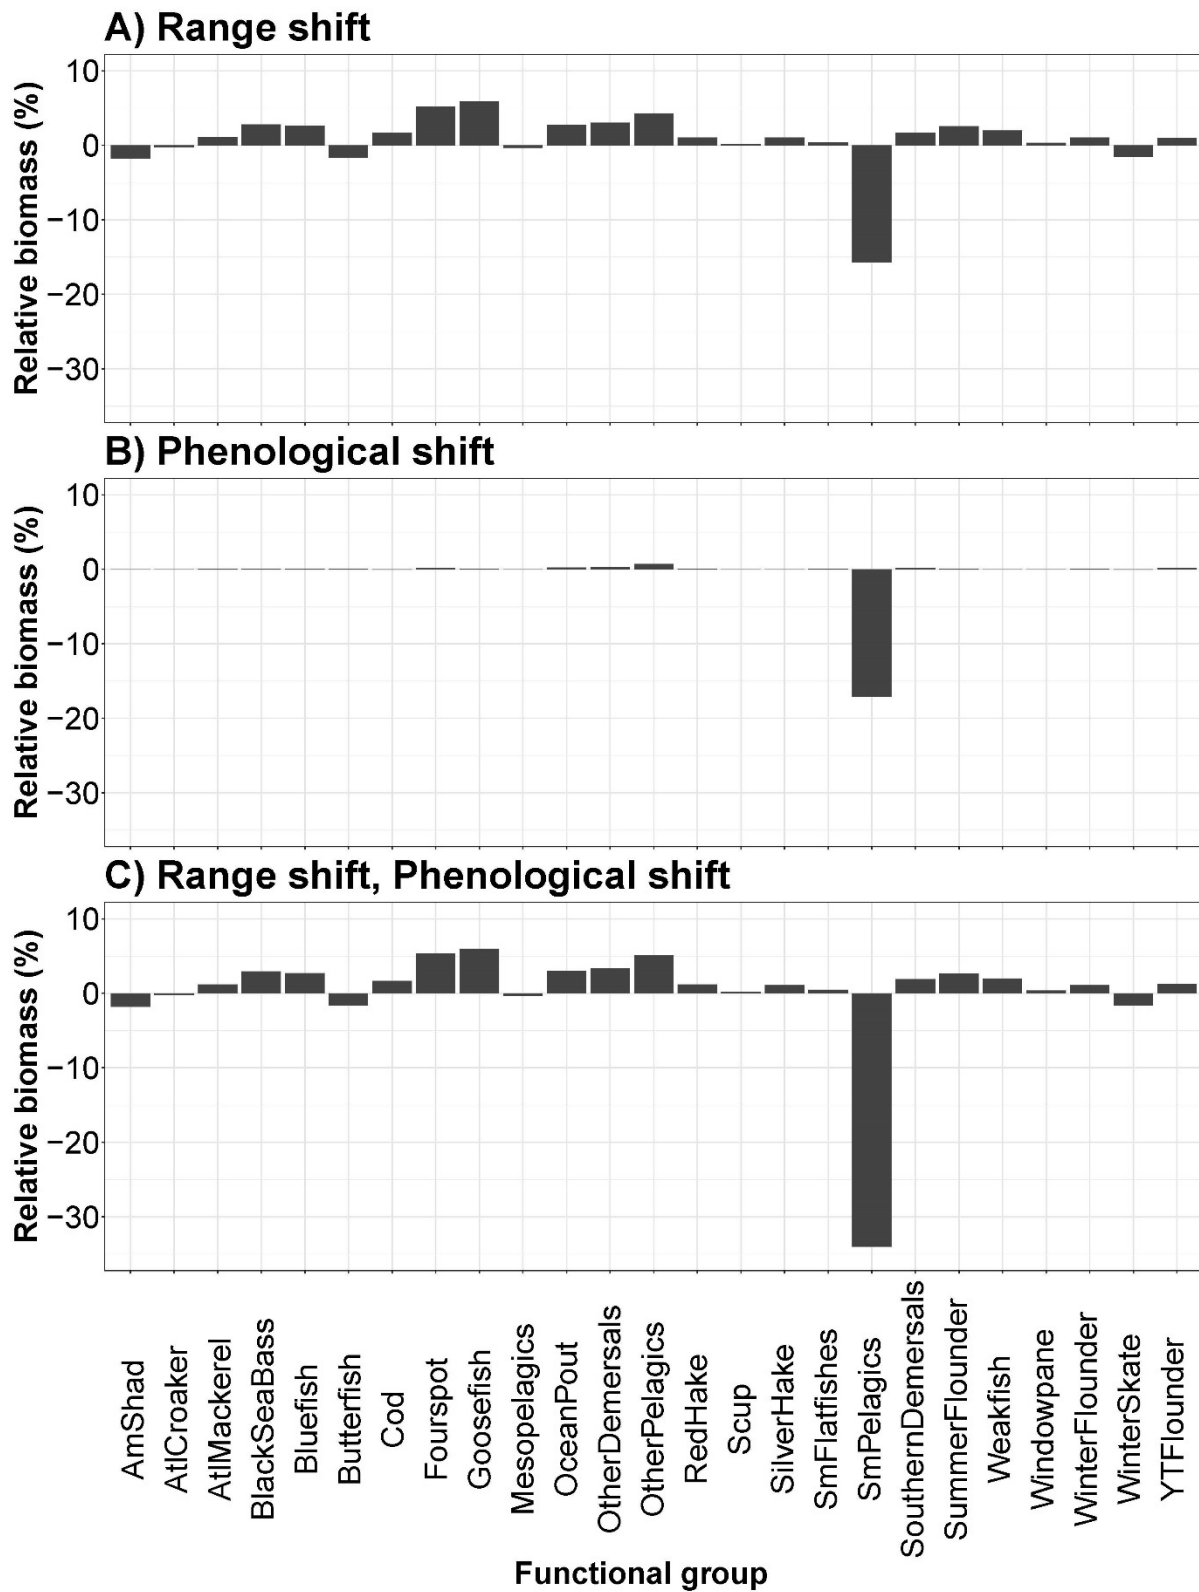 A) Range shift
Relative biomass (%)
10
0
−10
−20
−30
B) Phenological shift
Relative biomass (%)
10
0
−10
−20
−30
C) Range shift, Phenological shift
Relative biomass (%)
10
0
−10
−20
−30
AmShad
AtlCroaker
AtlMackerel
BlackSeaBass
Bluefish
Butterfish
Cod
Fourspot
Goosefish
Mesopelagics
OceanPout
OtherDemersals
OtherPelagics
RedHake
Scup
SilverHake
SmFlatfishes
SmPelagics
SouthernDemersals
SummerFlounder
Weakfish
Windowpane
WinterFlounder
WinterSkate
YTFlounder
Functional group